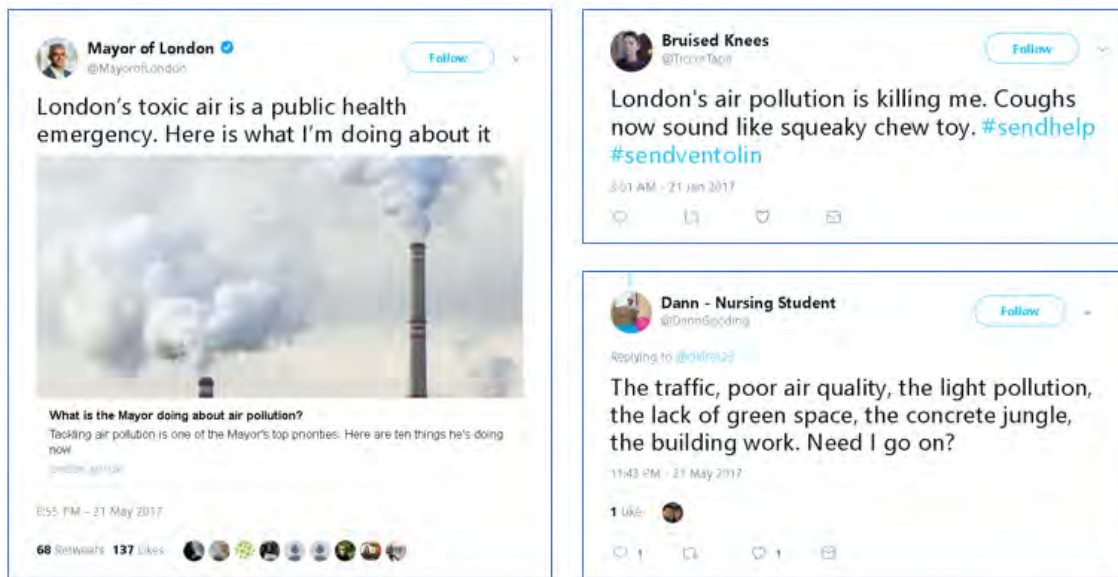 Mayor of London
@MayorofLondon
Follow
London's toxic air is a public health
emergency. Here is what I'm doing about it
What is the Mayor doing about air pollution?
Tackling air pollution is one of the Mayor's top priorities. Here are ten things he's doing
now
PM - 21 May 2017
68 Retweets 137 Likes
Bruised Knees
Follow
London's air pollution is killing me. Coughs
now sound like squeaky chew toy. #sendhelp
#sendventolin
AM - 21 Jan 2017
Dann - Nursing Student
@DannGooding
Follow
Replying to
The traffic, poor air quality, the light pollution,
the lack of green space, the concrete jungle,
the building work. Need I go on?
11:43 PM - 21 May 2017
1 Like
1 1